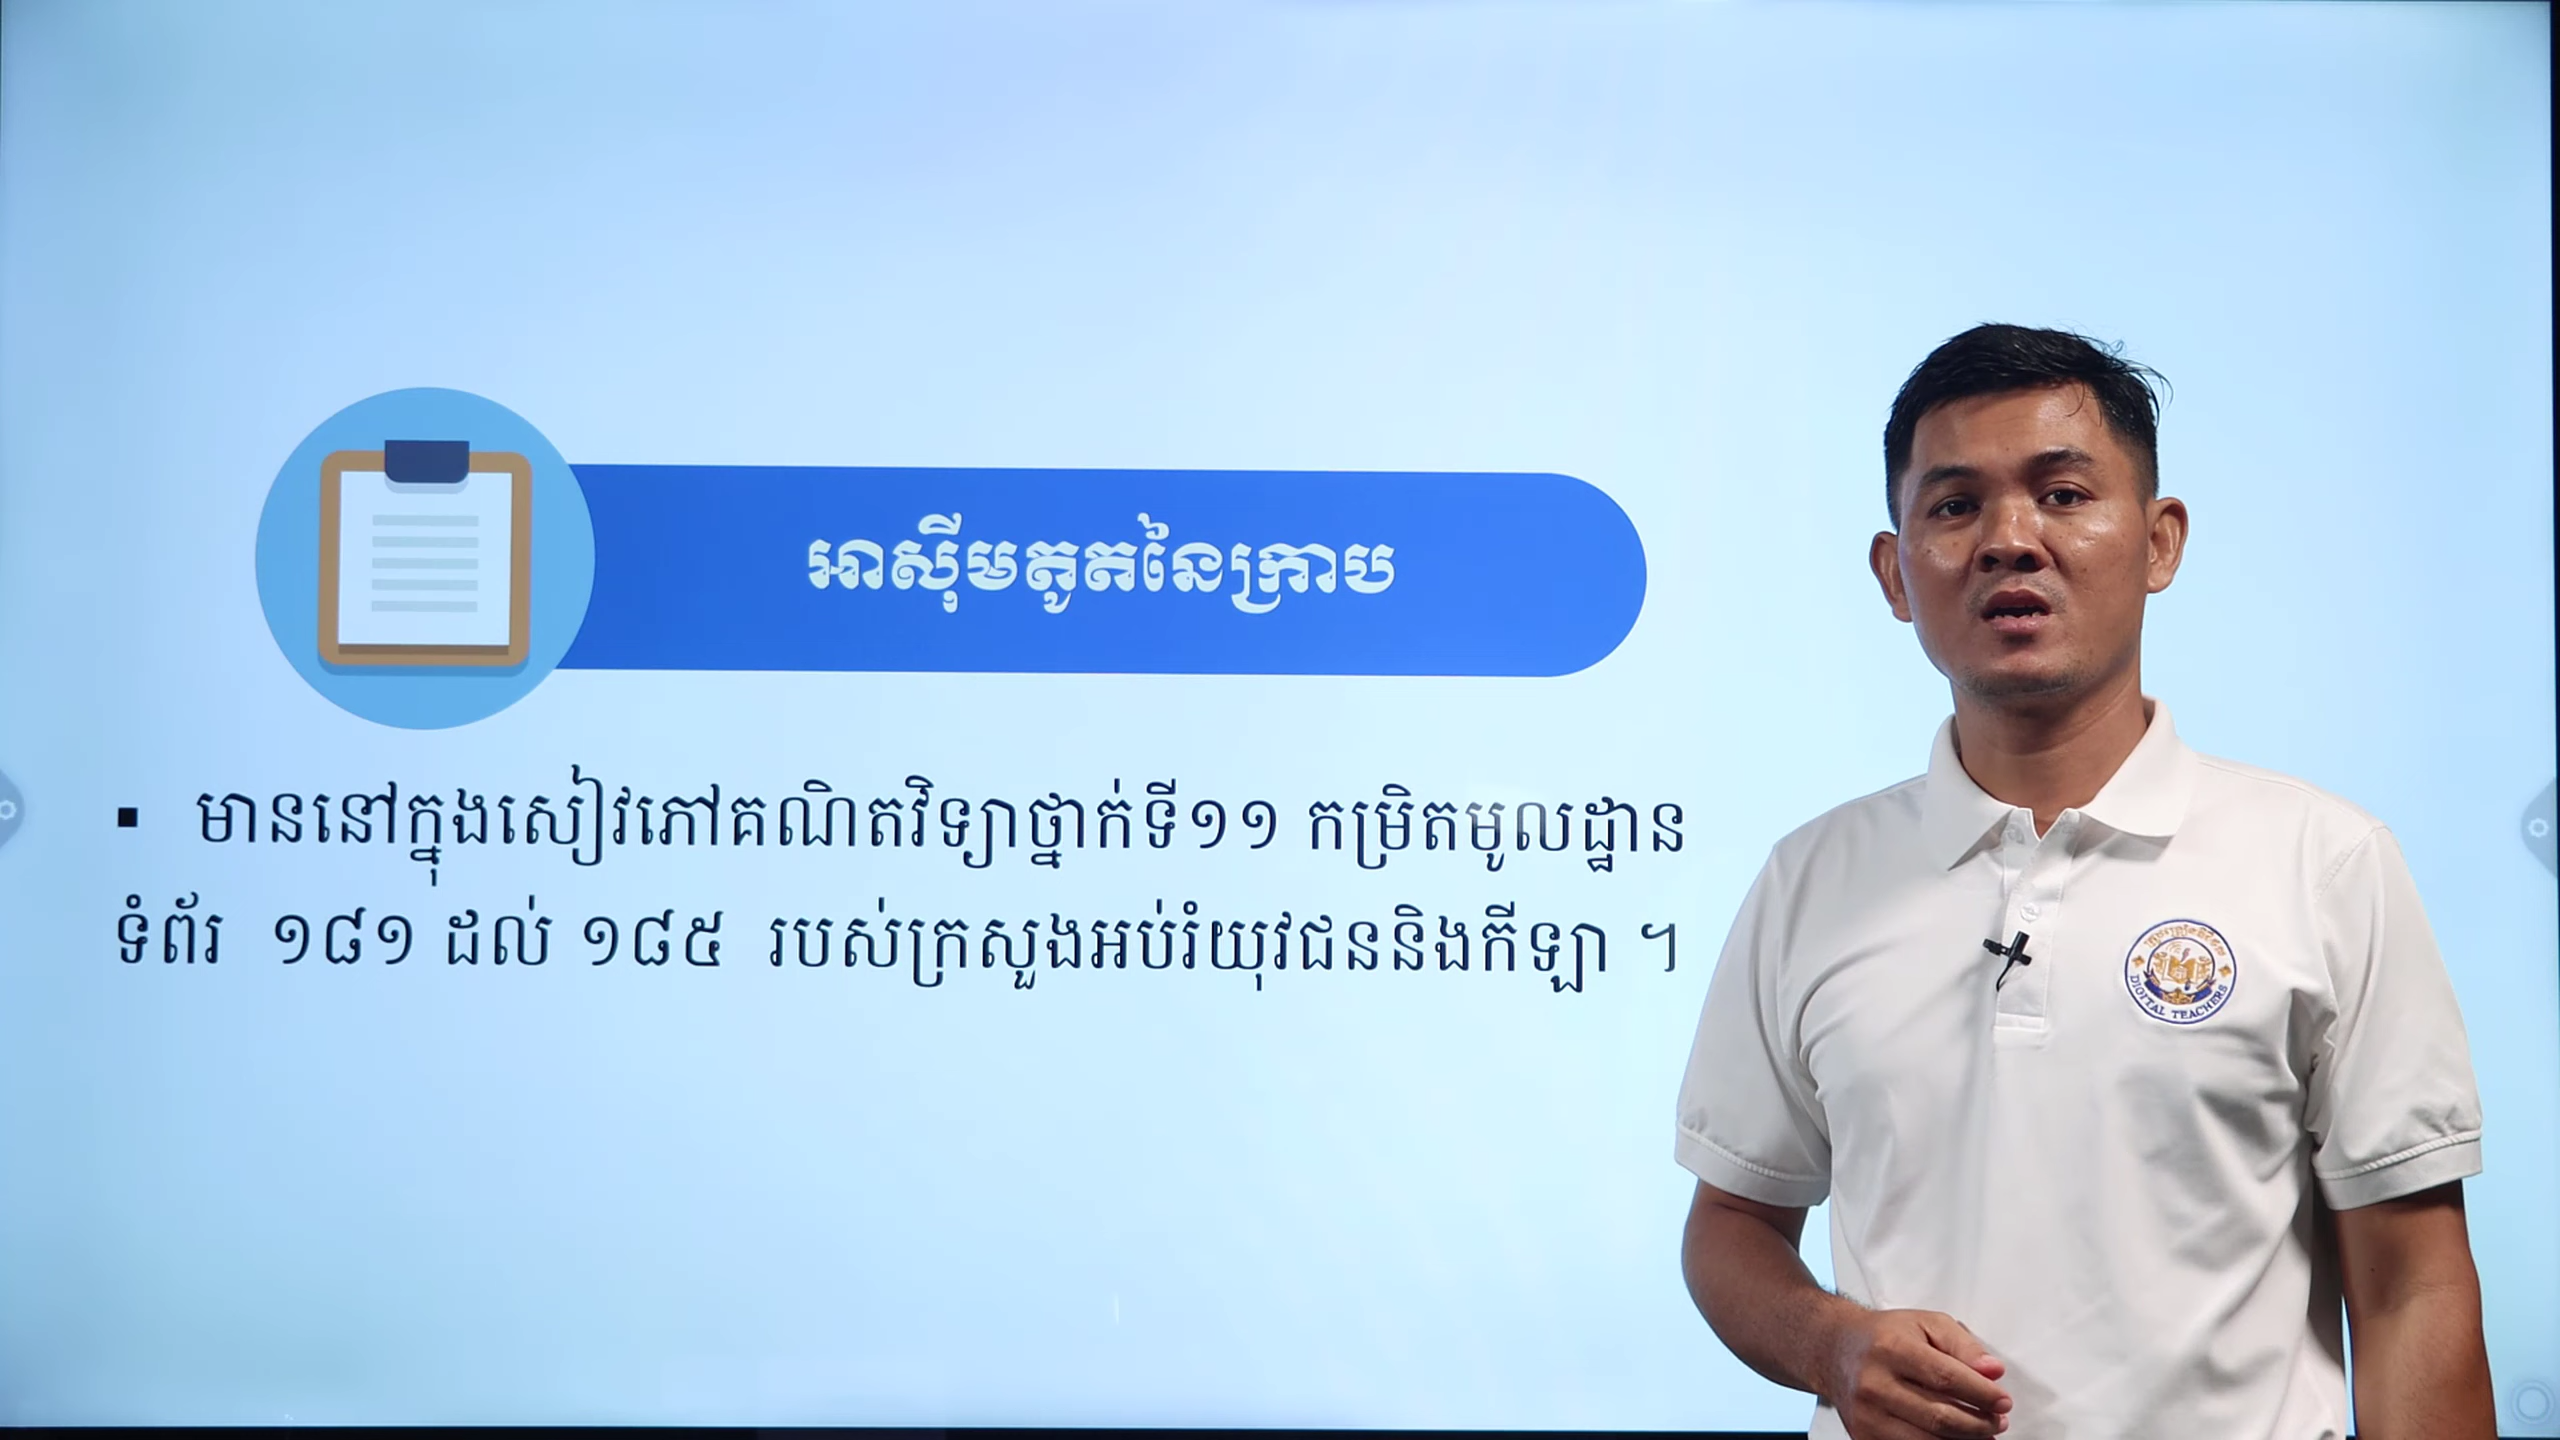 អាស៊ីមតូតនៃក្រាប
▪ មាននៅក្នុងសៀវភៅគណិតវិទ្យាថ្នាក់ទី១១ កម្រិតមូលដ្ឋាន
ទំព័រ ១៨១ ដល់ ១៨៥ របស់ក្រសួងអប់រំយុវជននិងកីឡា ។
DIGITAL TEACHERS